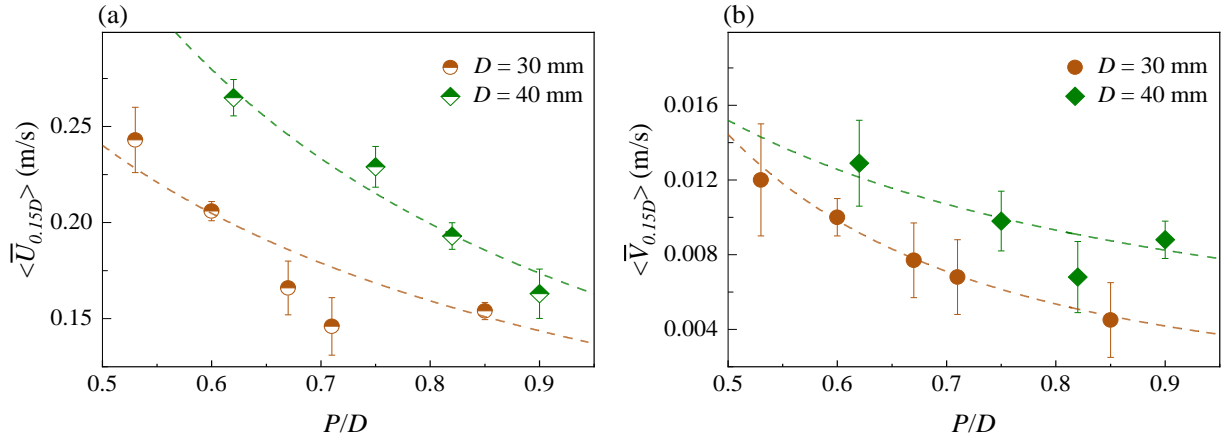 (a)
D = 30 mm
D = 40 mm
0.25
0.20
0.15
0.5 0.6 0.7 0.8 0.9
P/D
<U̅0.15D> (m/s)
(b)
D = 30 mm
D = 40 mm
0.016
0.012
0.008
0.004
0.5 0.6 0.7 0.8 0.9
P/D
<V̅0.15D> (m/s)